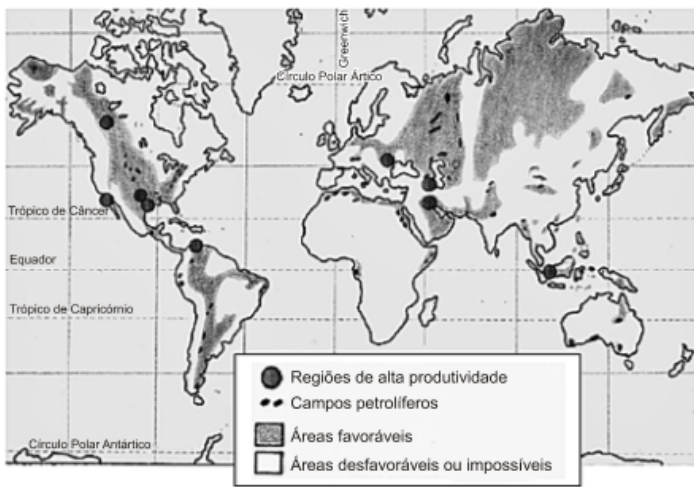 Greenwich
Círculo Polar Ártico
Trópico de Câncer
Equador
Trópico de Capricórnio
Regiões de alta produtividade
Campos petrolíferos
Áreas favoráveis
Áreas desfavoráveis ou impossíveis
Círculo Polar Antártico